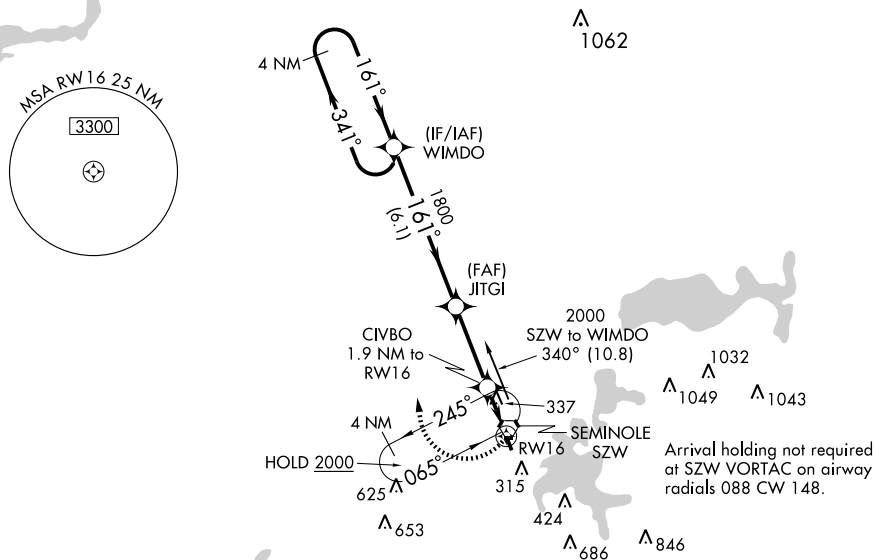 1062
MSA RW16 25 NM
3300
4 NM
161°
341°
(IF/IAF)
WIMDO
1800
161°
(6.1)
(FAF)
JITGI
2000
SZW to WIMDO
340° (10.8)
CIVBO
1.9 NM to
RW16
1032
1049
1043
337
245°
4 NM
SEMINOLE
SZW
RW16
HOLD 2000
065°
315
625
653
424
686
846
Arrival holding not required
at SZW VORTAC on airway
radials 088 CW 148.